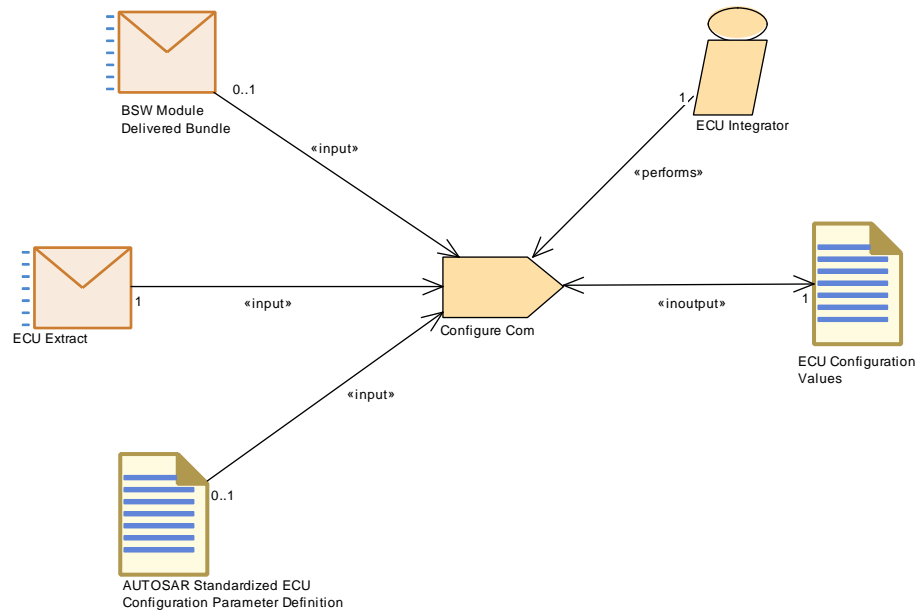 0..1
BSW Module
Delivered Bundle
«input»
1
ECU Integrator
«performs»
1
«input»
ECU Extract
Configure Com
«inoutput»
1
ECU Configuration
Values
«input»
0..1
AUTOSAR Standardized ECU
Configuration Parameter Definition